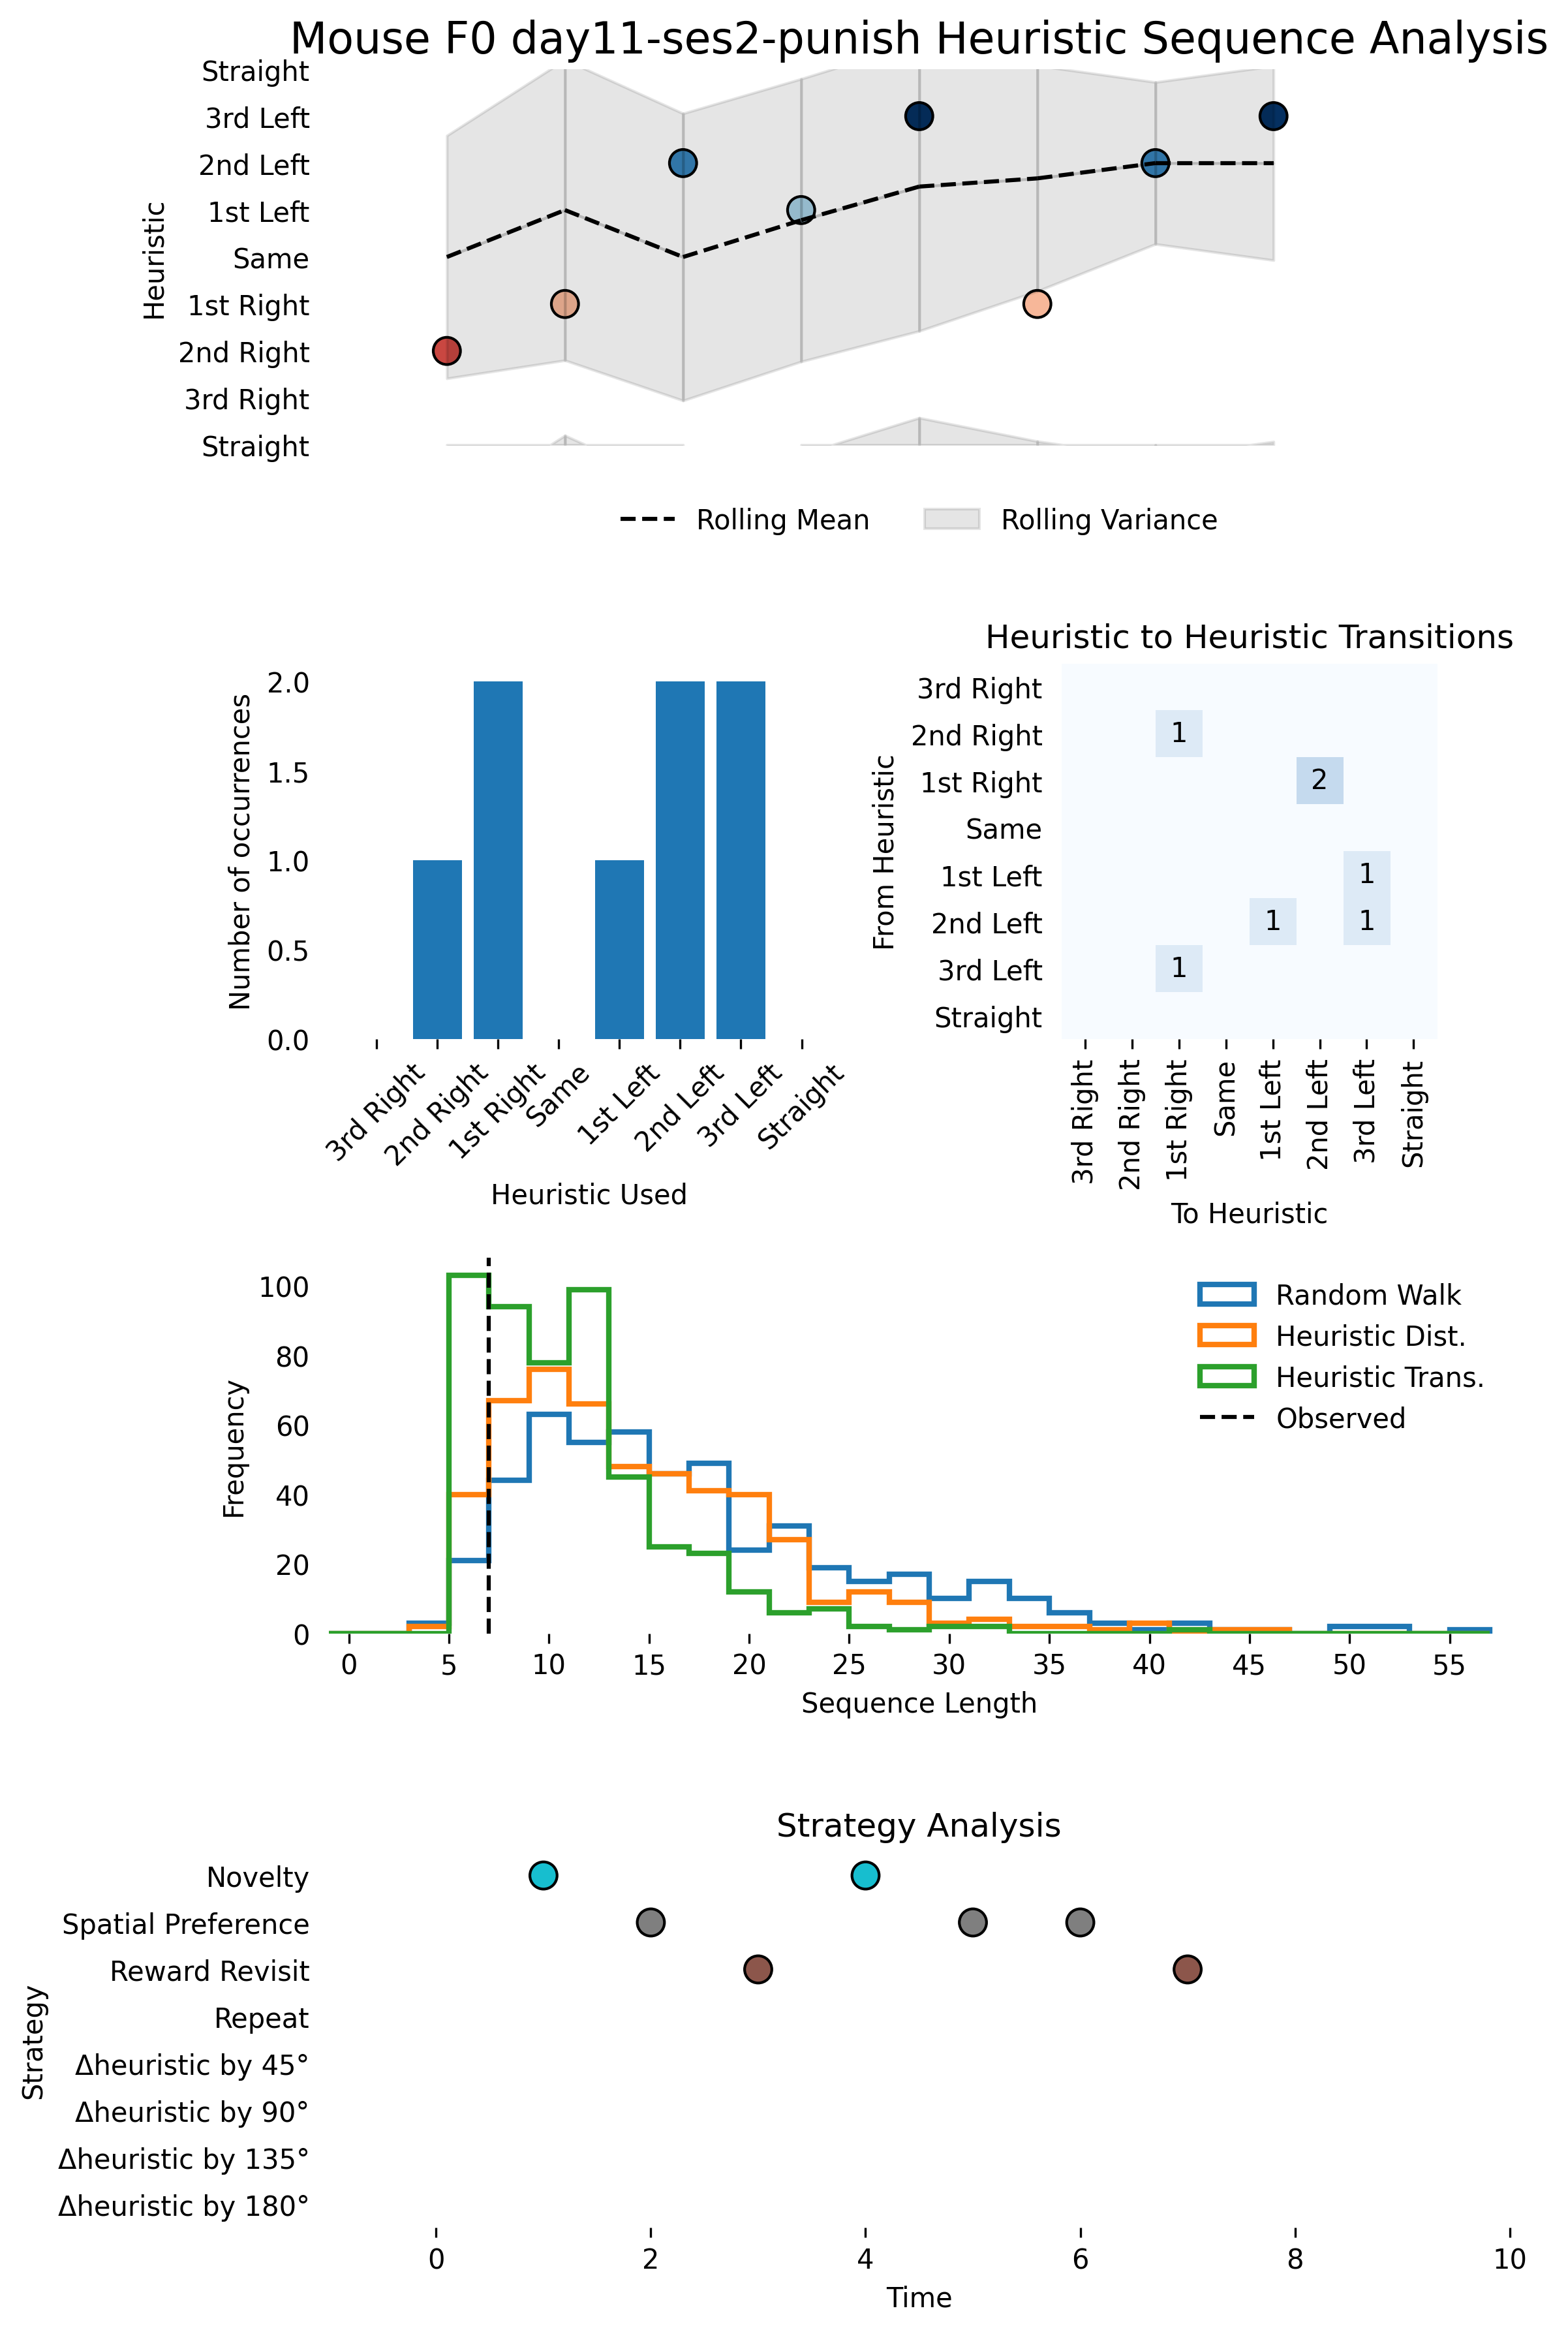 Mouse F0 day11-ses2-punish Heuristic Sequence Analysis
Heuristic
Straight
3rd Left
2nd Left
1st Left
Same
1st Right
2nd Right
3rd Right
Straight
Rolling Mean
Rolling Variance
Number of occurrences
2.0
1.5
1.0
0.5
0.0
3rd Right
2nd Right
1st Right
Same
1st Left
2nd Left
3rd Left
Straight
Heuristic Used
Heuristic to Heuristic Transitions
From Heuristic
3rd Right
2nd Right
1st Right
Same
1st Left
2nd Left
3rd Left
Straight
1
2
1
1 1
1
3rd Right
2nd Right
1st Right
Same
1st Left
2nd Left
3rd Left
Straight
To Heuristic
Frequency
100
80
60
40
20
0
Random Walk
Heuristic Dist.
Heuristic Trans.
Observed
0 5 10 15 20 25 30 35 40 45 50 55
Sequence Length
Strategy Analysis
Strategy
Novelty
Spatial Preference
Reward Revisit
Repeat
Δheuristic by 45°
Δheuristic by 90°
Δheuristic by 135°
Δheuristic by 180°
0 2 4 6 8 10
Time